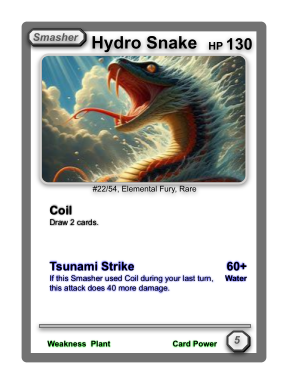 Smasher
Hydro Snake HP 130
#22/54, Elemental Fury, Rare
Coil
Draw 2 cards.
Tsunami Strike 60+
If this Smasher used Coil during your last turn, Water
this attack does 40 more damage.
Weakness Plant Card Power 5